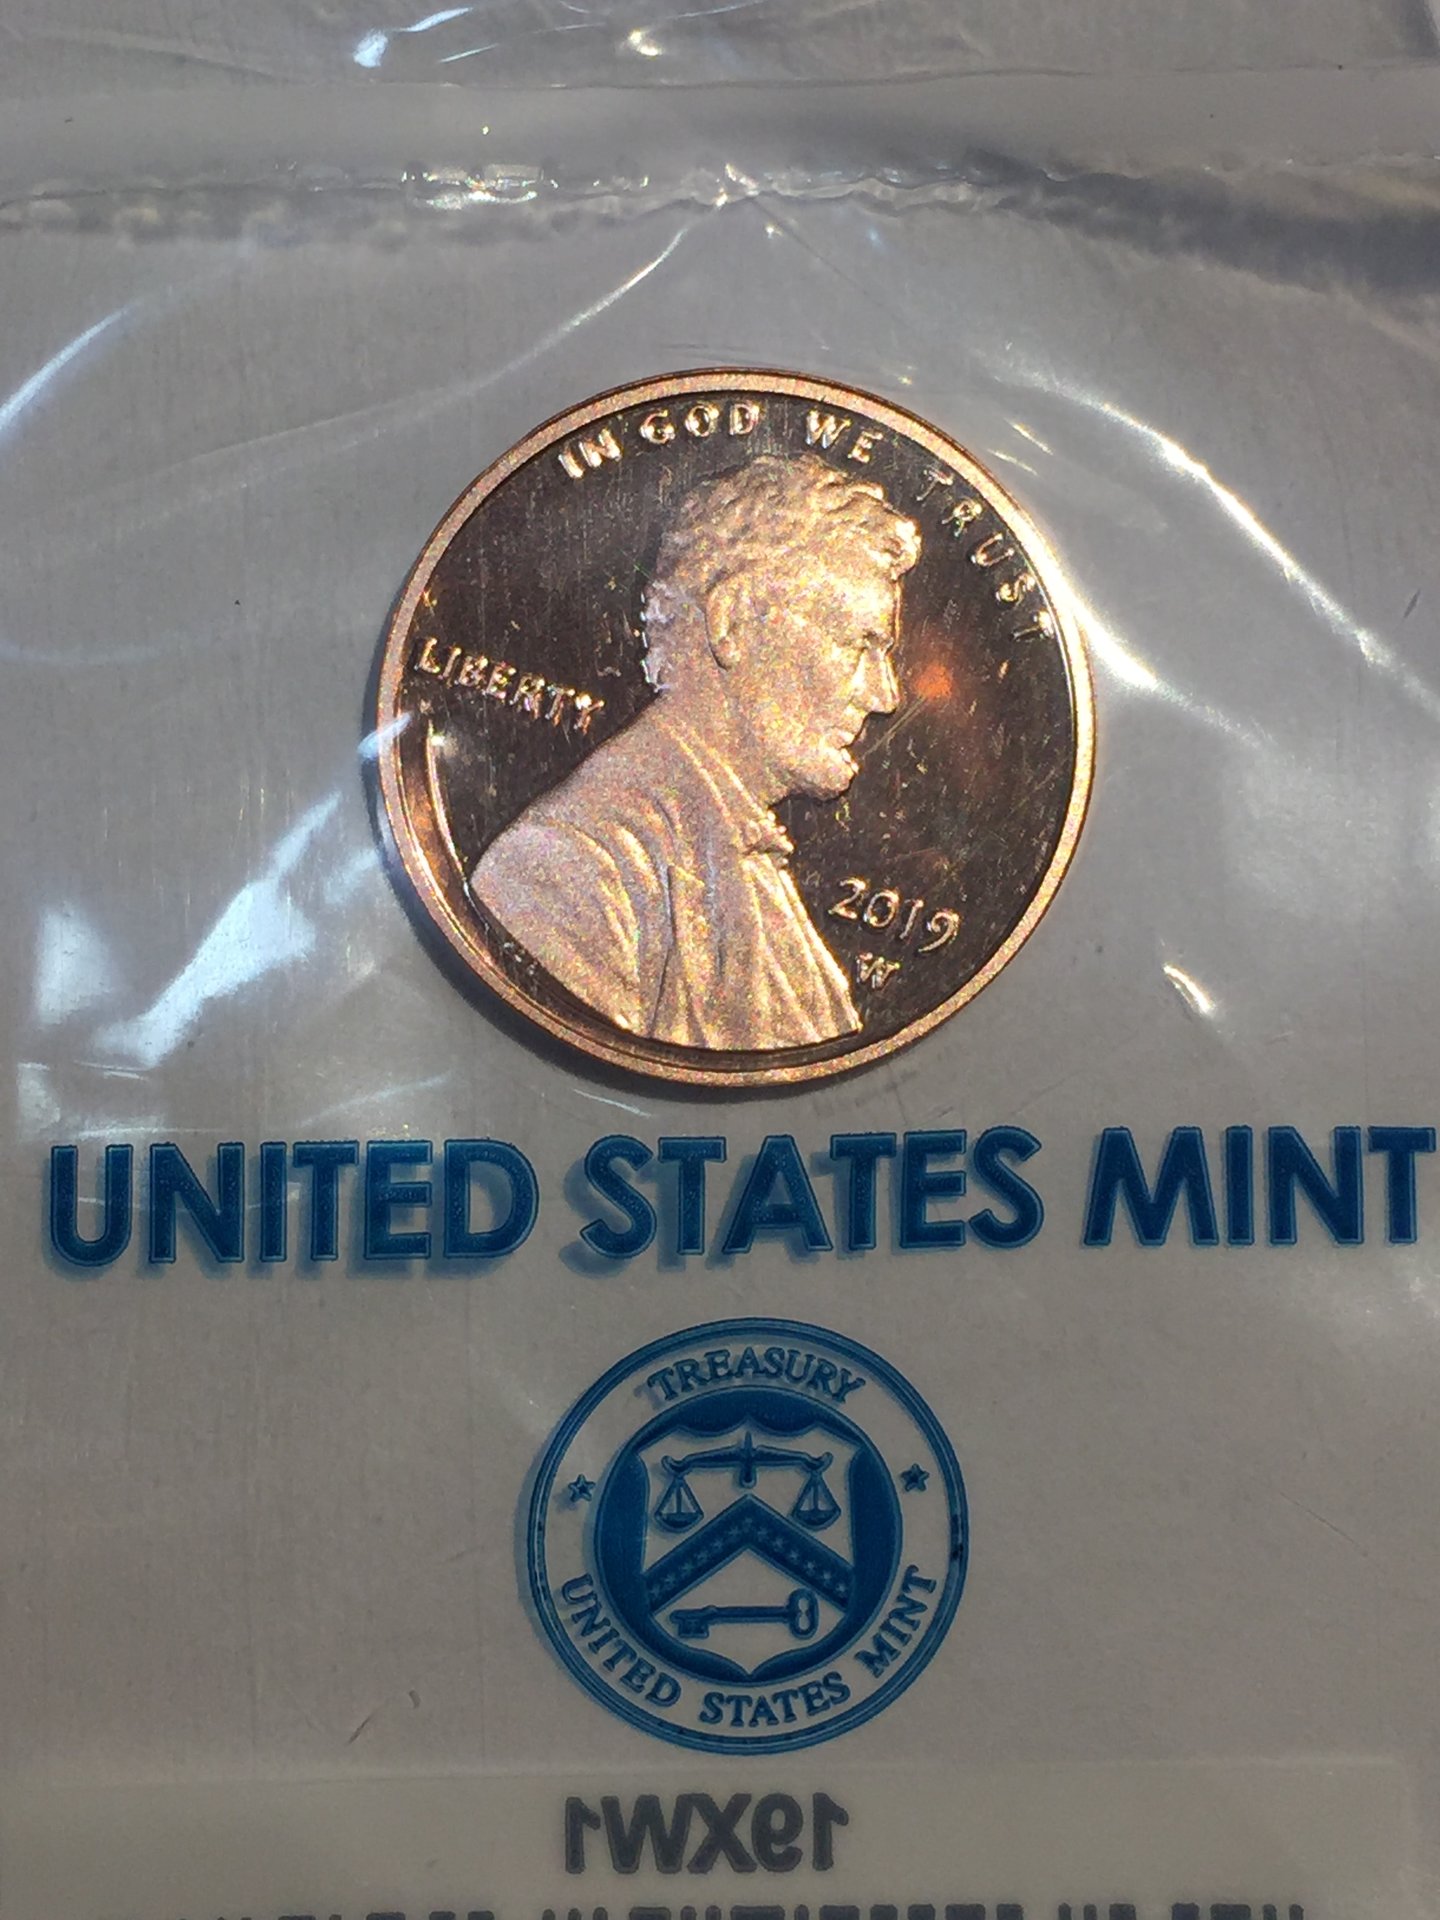 IN GOD WE TRUST
LIBERTY
2019
W
UNITED STATES MINT
TREASURY
UNITED STATES MINT
19XW1